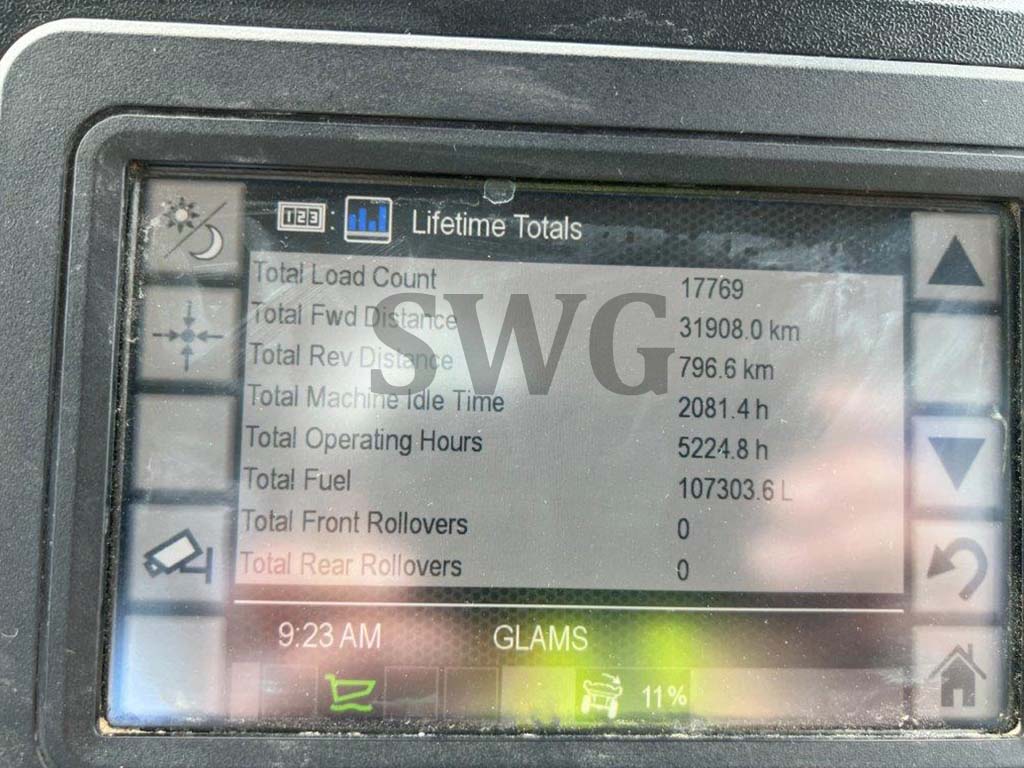 123 : Lifetime Totals
Total Load Count 17769
Total Fwd Distance 31908.0 km
Total Rev Distance 796.6 km
Total Machine Idle Time 2081.4 h
Total Operating Hours 5224.8 h
Total Fuel 107303.6 L
Total Front Rollovers 0
Total Rear Rollovers 0
SWG
9:23 AM GLAMS
11%